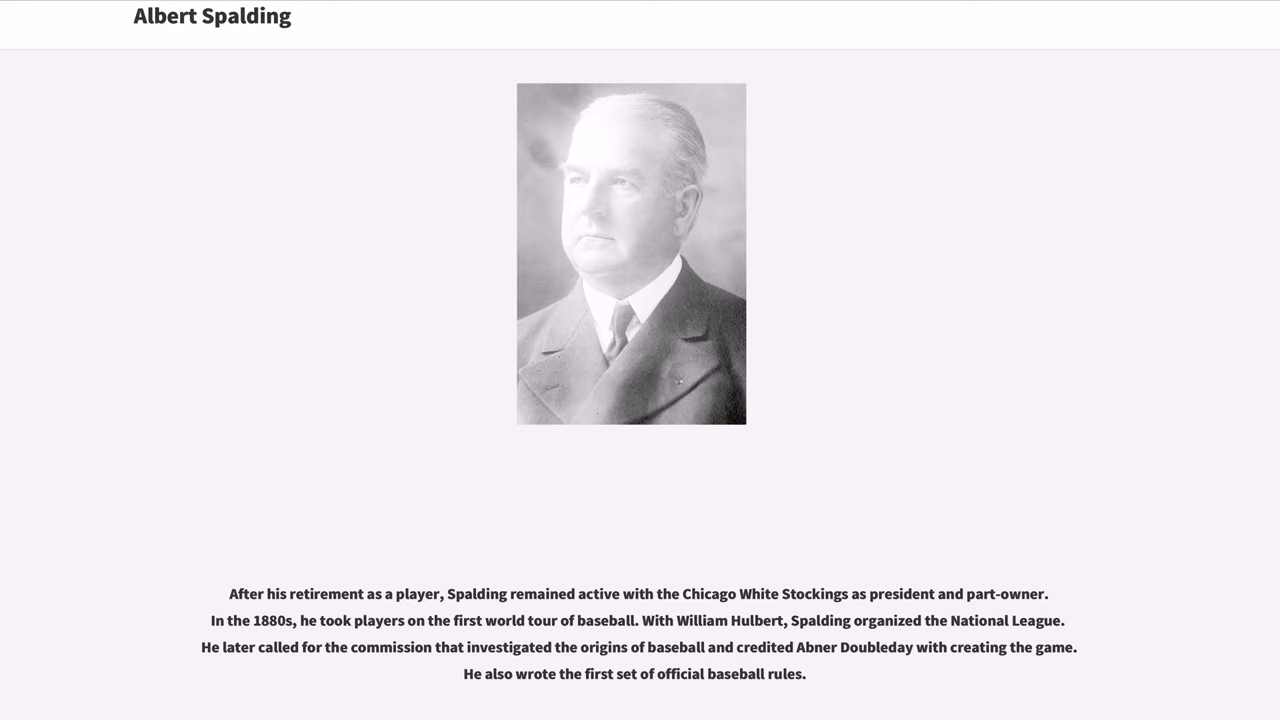 Albert Spalding
After his retirement as a player, Spalding remained active with the Chicago White Stockings as president and part-owner.
In the 1880s, he took players on the first world tour of baseball. With William Hulbert, Spalding organized the National League.
He later called for the commission that investigated the origins of baseball and credited Abner Doubleday with creating the game.
He also wrote the first set of official baseball rules.